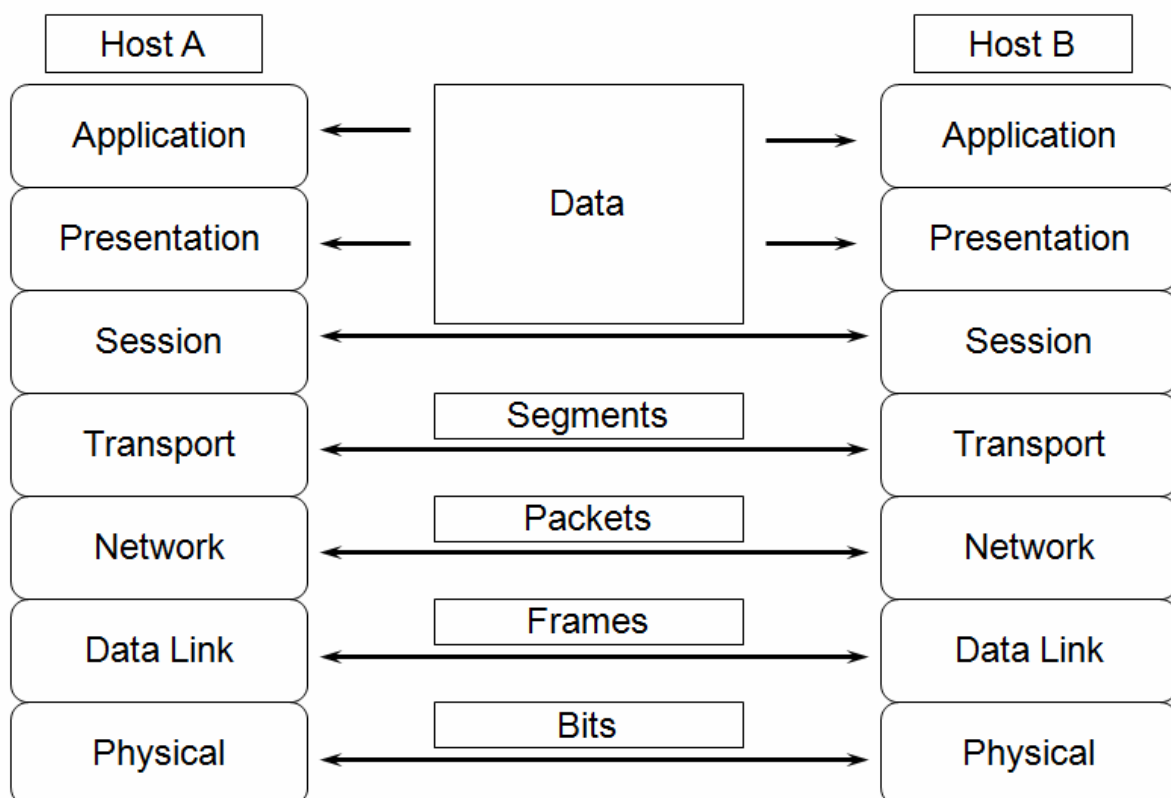 Host A
Host B
Application
Data
Application
Presentation
Presentation
Session
Session
Segments
Transport
Transport
Packets
Network
Network
Frames
Data Link
Data Link
Bits
Physical
Physical